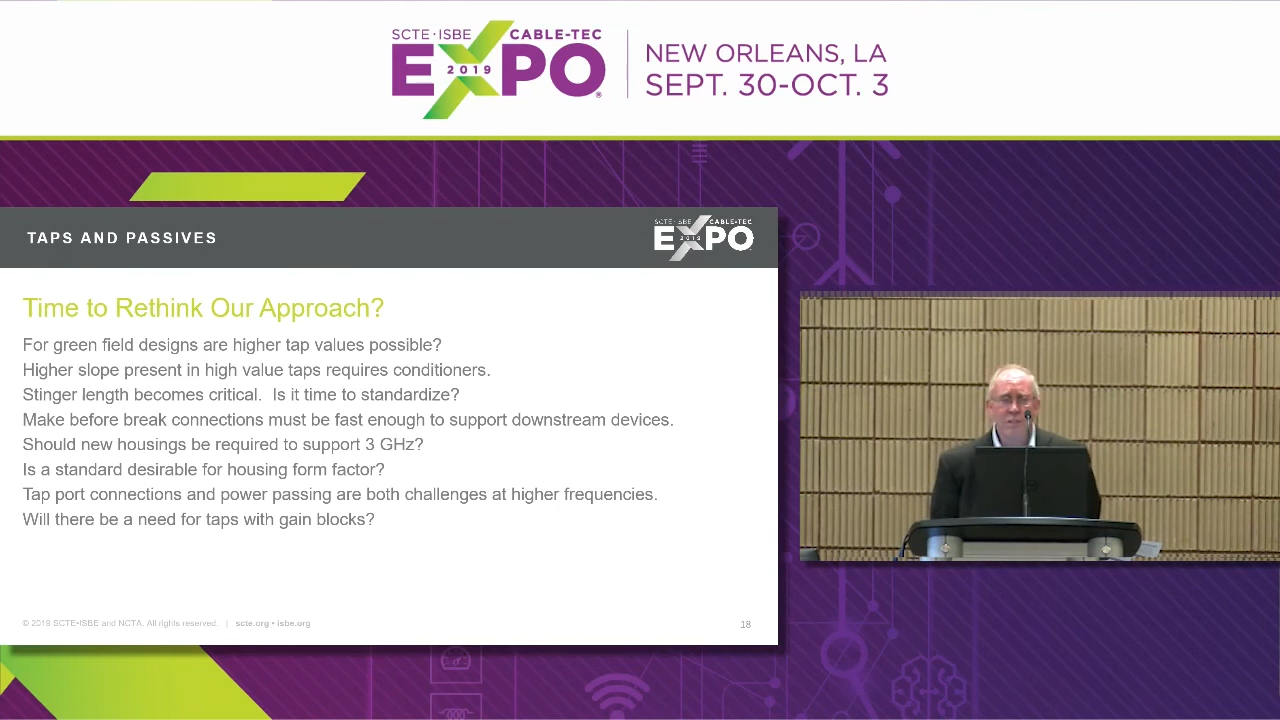 SCTE·ISBE CABLE-TEC
EXPO
2019
®
NEW ORLEANS, LA
SEPT. 30-OCT. 3
TAPS AND PASSIVES
SCTE·ISBE CABLE-TEC
EXPO
2019
Time to Rethink Our Approach?
For green field designs are higher tap values possible?
Higher slope present in high value taps requires conditioners.
Stinger length becomes critical.  Is it time to standardize?
Make before break connections must be fast enough to support downstream devices.
Should new housings be required to support 3 GHz?
Is a standard desirable for housing form factor?
Tap port connections and power passing are both challenges at higher frequencies.
Will there be a need for taps with gain blocks?
© 2019 SCTE•ISBE and NCTA. All rights reserved. | scte.org • isbe.org
18